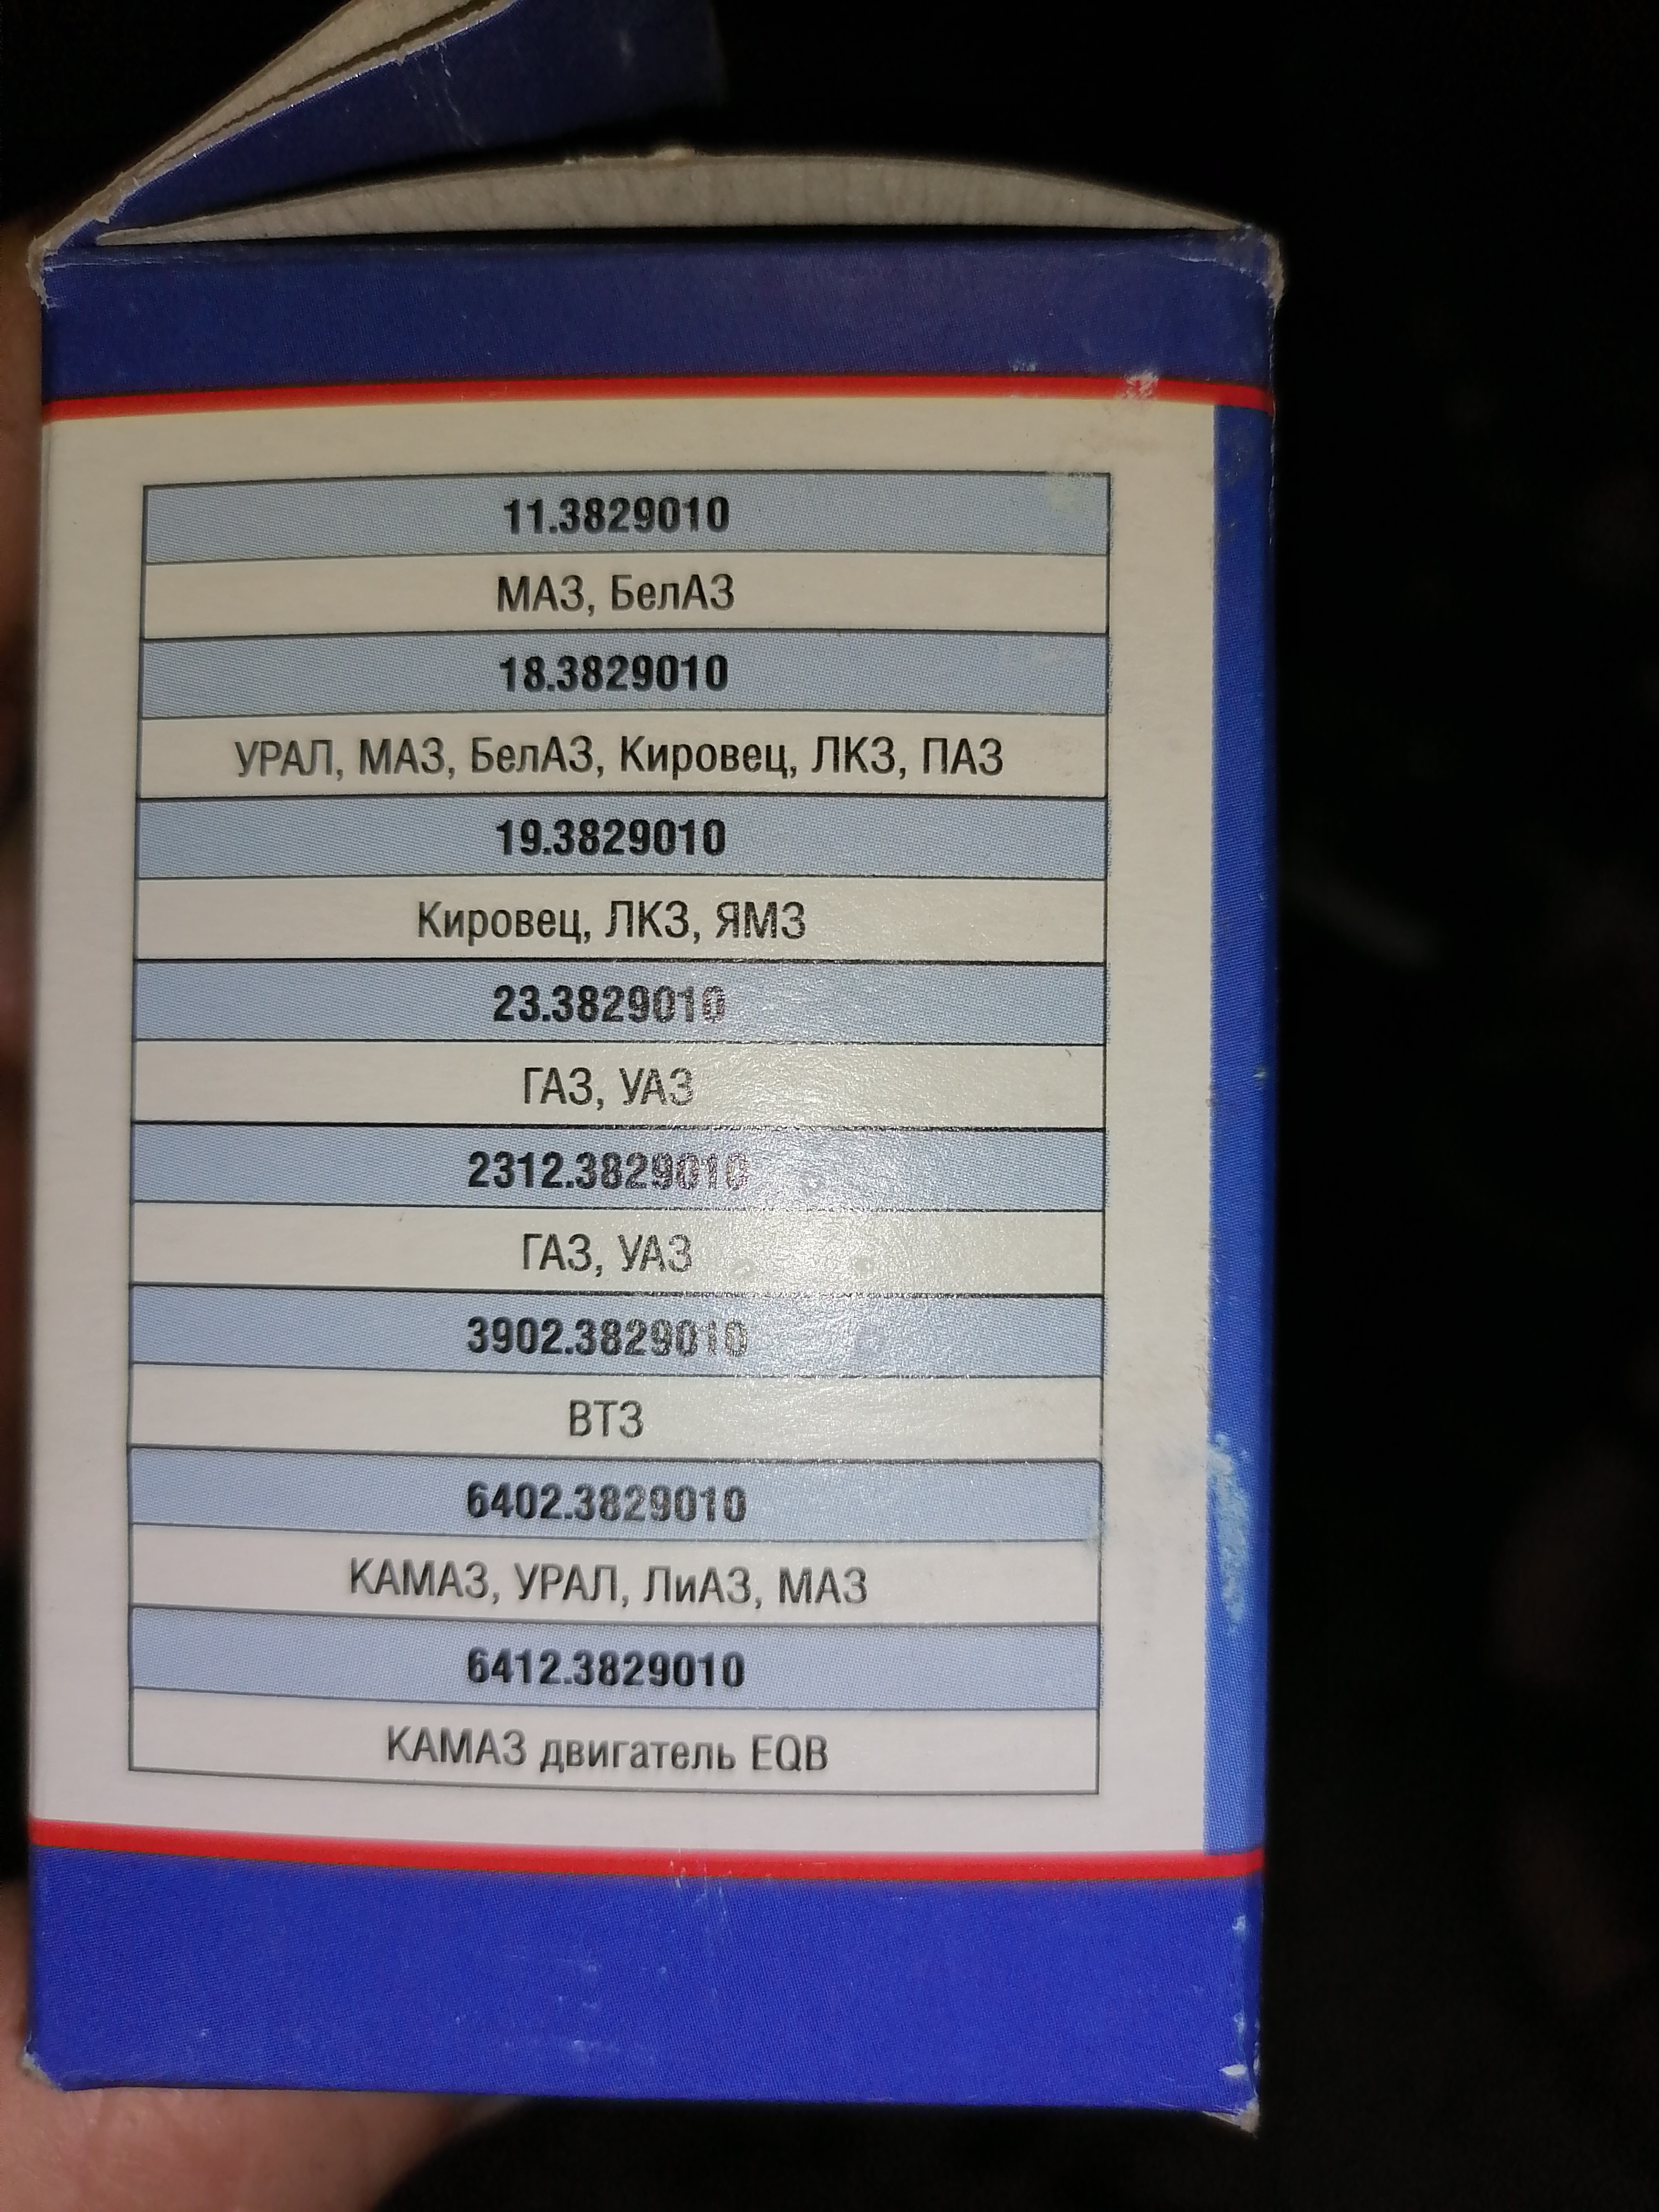 11.3829010
МАЗ, БелАЗ
18.3829010
УРАЛ, МАЗ, БелАЗ, Кировец, ЛКЗ, ПАЗ
19.3829010
Кировец, ЛКЗ, ЯМЗ
23.3829010
ГАЗ, УАЗ
2312.3829010
ГАЗ, УАЗ
3902.3829010
ВТЗ
6402.3829010
КАМАЗ, УРАЛ, ЛиАЗ, МАЗ
6412.3829010
КАМАЗ двигатель EQB